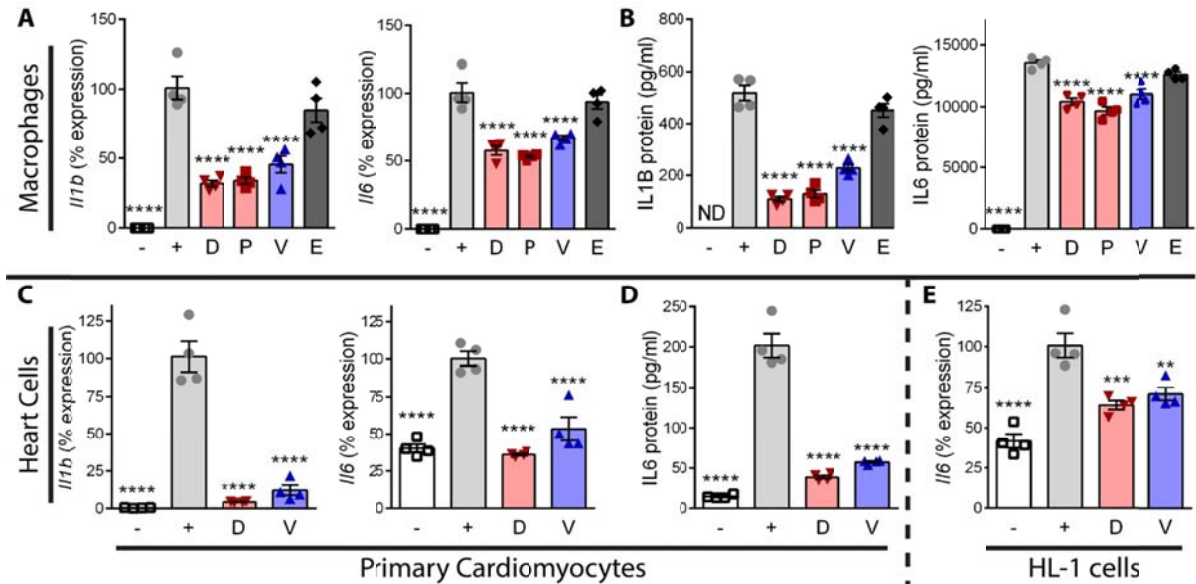 A
B
Macrophages
Il1b (% expression)
150
100
50
0
****
****
****
****
- + D P V E
Il6 (% expression)
150
100
50
0
****
****
****
****
- + D P V E
IL1B protein (pg/ml)
800
600
400
200
0
ND
****
****
****
- + D P V E
IL6 protein (pg/ml)
15000
10000
5000
0
****
****
****
****
- + D P V E
C
D
E
Heart Cells
Il1b (% expression)
125
100
75
50
25
0
****
****
****
- + D V
Il6 (% expression)
125
100
75
50
25
0
****
****
****
- + D V
IL6 protein (pg/ml)
250
200
150
100
50
0
****
****
****
- + D V
Il6 (% expression)
125
100
75
50
25
0
****
***
**
- + D V
Primary Cardiomyocytes
HL-1 cells